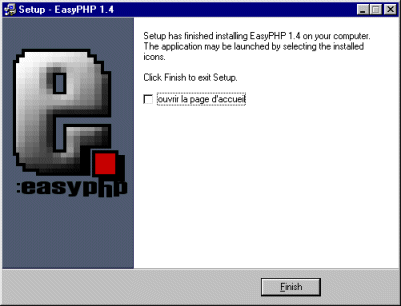 Setup - EasyPHP 1.4
Setup has finished installing EasyPHP 1.4 on your computer.
The application may be launched by selecting the installed
icons.
Click Finish to exit Setup.
ouvrir la page d'accueil
e
:easyphp
Finish